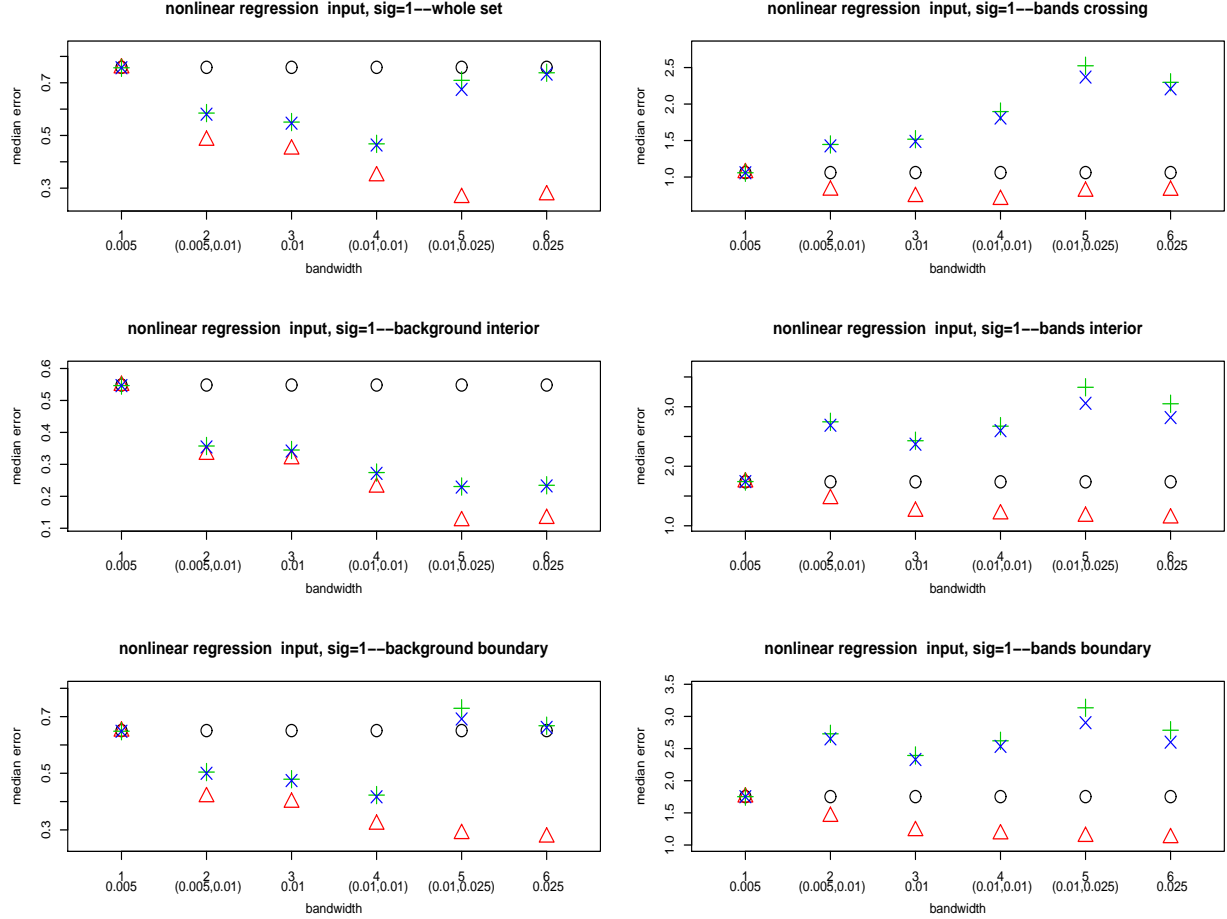 nonlinear regression input, sig=1−−whole set
median error
0.7
0.5
0.3
1 2 3 4 5 6
0.005 (0.005,0.01) 0.01 (0.01,0.01) (0.01,0.025) 0.025
bandwidth
nonlinear regression input, sig=1−−bands crossing
median error
2.5
2.0
1.5
1.0
1 2 3 4 5 6
0.005 (0.005,0.01) 0.01 (0.01,0.01) (0.01,0.025) 0.025
bandwidth
nonlinear regression input, sig=1−−background interior
median error
0.6
0.5
0.4
0.3
0.2
0.1
1 2 3 4 5 6
0.005 (0.005,0.01) 0.01 (0.01,0.01) (0.01,0.025) 0.025
bandwidth
nonlinear regression input, sig=1−−bands interior
median error
3.0
2.0
1.0
1 2 3 4 5 6
0.005 (0.005,0.01) 0.01 (0.01,0.01) (0.01,0.025) 0.025
bandwidth
nonlinear regression input, sig=1−−background boundary
median error
0.7
0.5
0.3
1 2 3 4 5 6
0.005 (0.005,0.01) 0.01 (0.01,0.01) (0.01,0.025) 0.025
bandwidth
nonlinear regression input, sig=1−−bands boundary
median error
3.5
3.0
2.5
2.0
1.5
1.0
1 2 3 4 5 6
0.005 (0.005,0.01) 0.01 (0.01,0.01) (0.01,0.025) 0.025
bandwidth